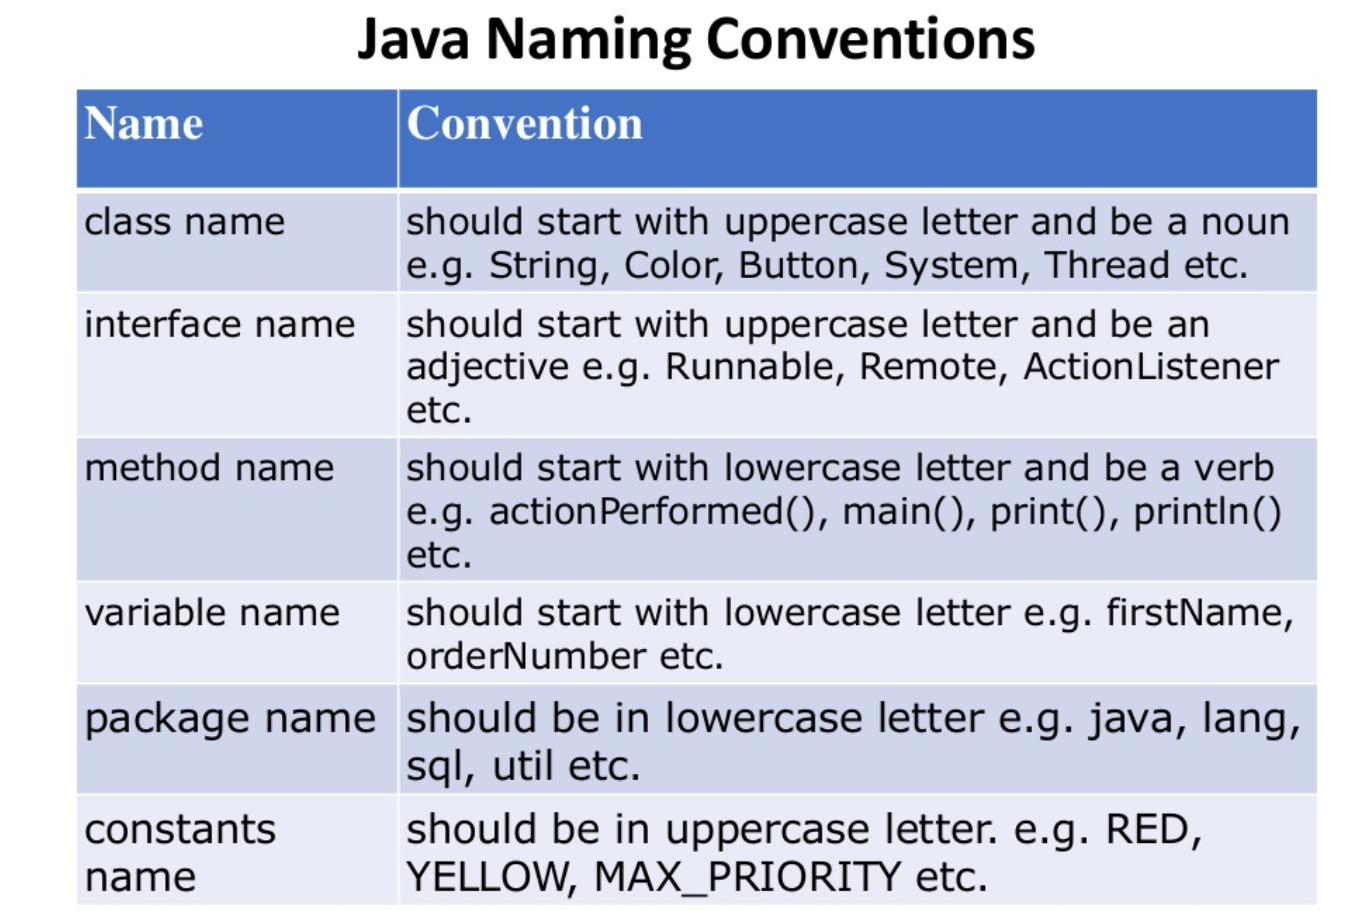 Java Naming Conventions
Name Convention
class name should start with uppercase letter and be a noun
e.g. String, Color, Button, System, Thread etc.
interface name should start with uppercase letter and be an
adjective e.g. Runnable, Remote, ActionListener
etc.
method name should start with lowercase letter and be a verb
e.g. actionPerformed(), main(), print(), println()
etc.
variable name should start with lowercase letter e.g. firstName,
orderNumber etc.
package name should be in lowercase letter e.g. java, lang,
sql, util etc.
constants should be in uppercase letter. e.g. RED,
name YELLOW, MAX_PRIORITY etc.